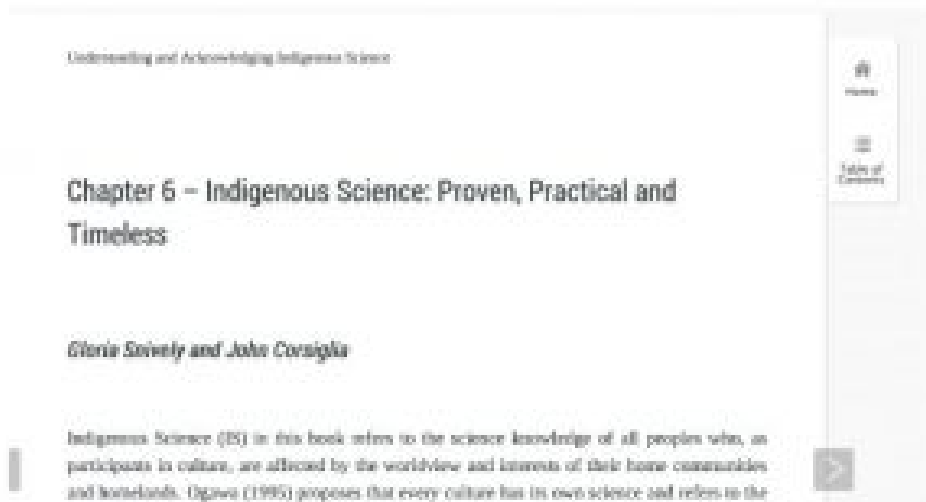 Understanding and Acknowledging Indigenous Science
Home
Table of
Contents
Chapter 6 – Indigenous Science: Proven, Practical and
Timeless
Gloria Snively and John Corsiglia
Indigenous Science (IS) in this book refers to the science knowledge of all peoples who, as
participants in culture, are affected by the worldview and interests of their home communities
and homelands. Ogawa (1995) proposes that every culture has its own science and refers to the